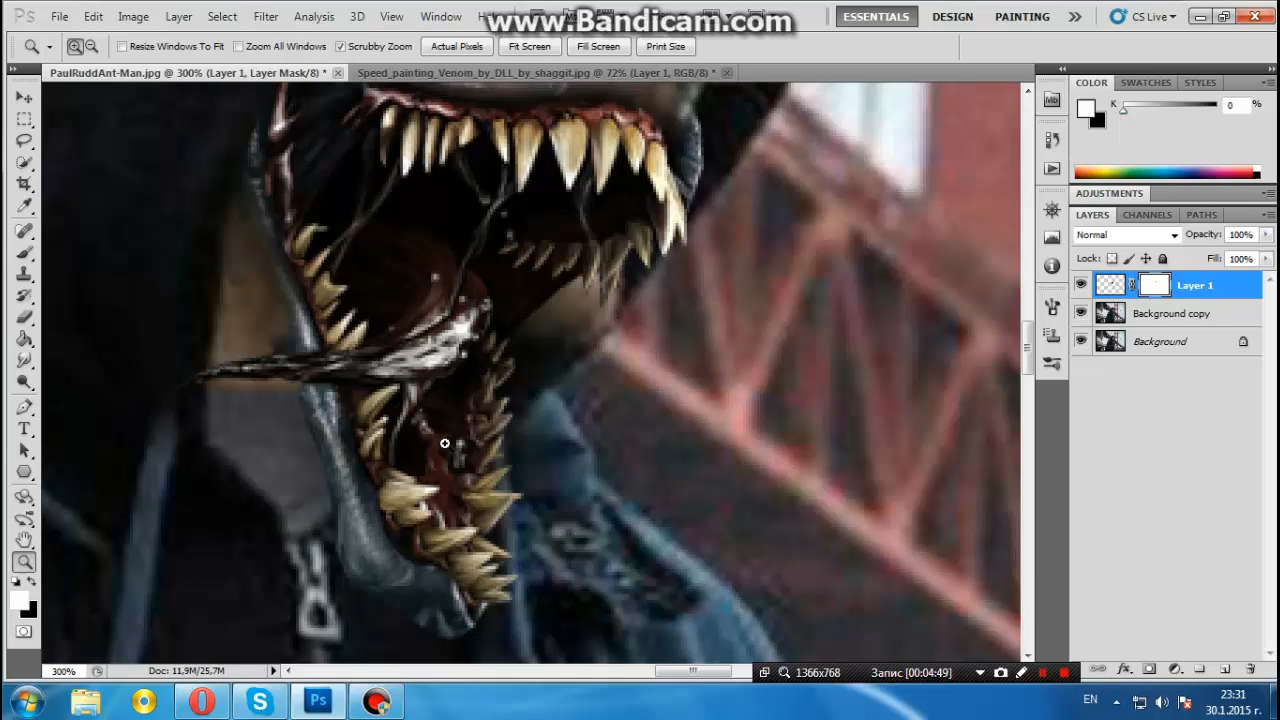 Ps File Edit Image Layer Select Filter Analysis 3D View Window
www.Bandicam.com
ESSENTIALS DESIGN PAINTING CS Live
Resize Windows To Fit Zoom All Windows Scrubby Zoom Actual Pixels Fit Screen Fill Screen Print Size
PaulRuddAnt-Man.jpg @ 300% (Layer 1, Layer Mask/8) * Speed_painting_Venom_by_DLL_by_shaggit.jpg @ 72% (Layer 1, RGB/8) *
COLOR SWATCHES STYLES
K 0 %
ADJUSTMENTS
LAYERS CHANNELS PATHS
Normal Opacity: 100%
Lock: Fill: 100%
Layer 1
Background copy
Background
300% Doc: 11,9M/25,7M
1366x768 Запис [00:04:49]
EN 23:31
30.1.2015 г.